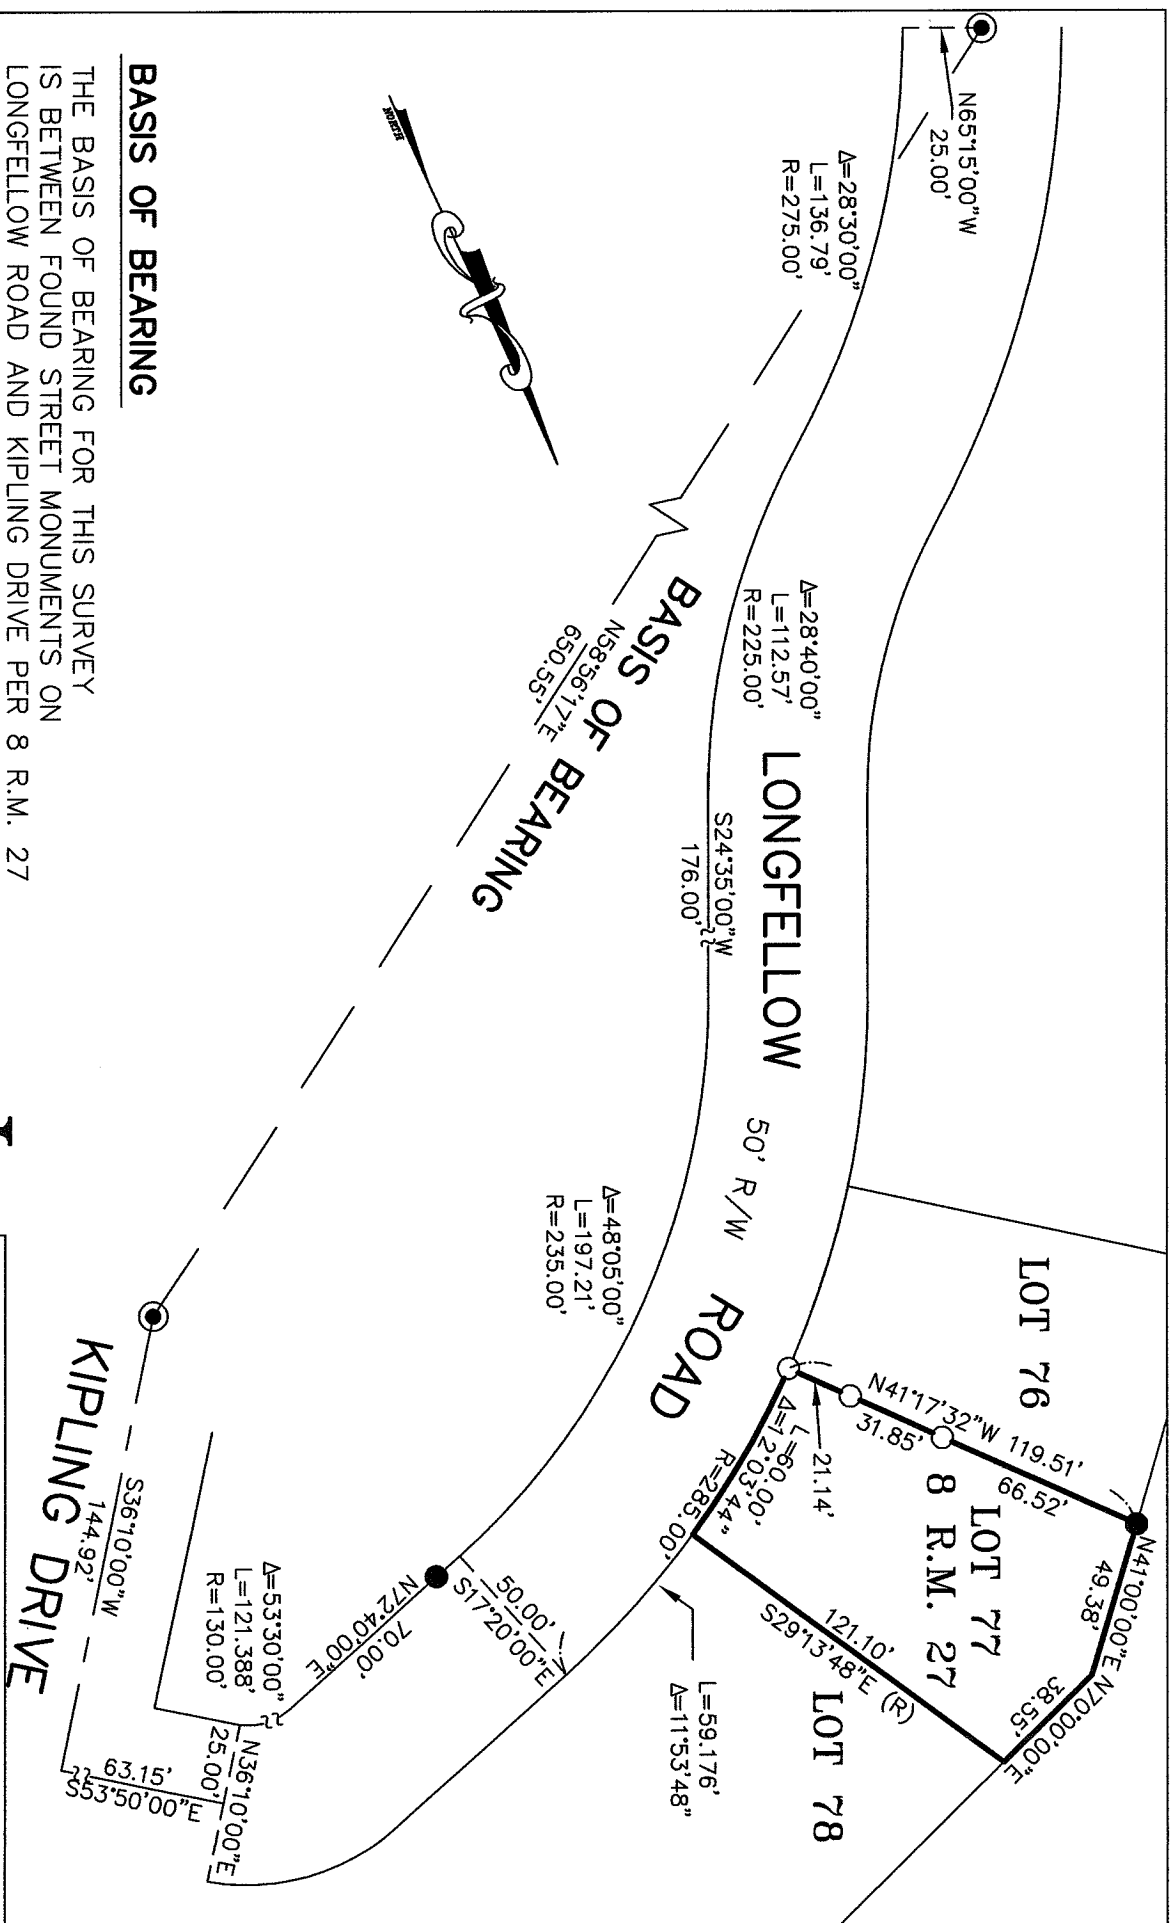 N65°15'00"W
25.00'
Δ=28°30'00"
L=136.79'
R=275.00'
NORTH
BASIS OF BEARING
THE BASIS OF BEARING FOR THIS SURVEY
IS BETWEEN FOUND STREET MONUMENTS ON
LONGFELLOW ROAD AND KIPLING DRIVE PER 8 R.M. 27
BASIS OF BEARING
N58°56'17"E
650.55'
Δ=28°40'00"
L=112.57'
R=225.00'
LONGFELLOW
ROAD
50' R/W
S24°35'00"W
176.00'
Δ=48°05'00"
L=197.21'
R=235.00'
LOT 76
N41°17'32"W 119.51'
21.14'
31.85'
66.52'
LOT 77
8 R.M. 27
N41°00'00"E
49.38'
N70°00'00"E
38.55'
L=60.00'
Δ=12°03'44"
R=285.00'
121.10'
S29°13'48"E (R)
LOT 78
L=59.176'
Δ=11°53'48"
50.00'
S17°20'00"E
N72°40'00"E
70.00'
Δ=53°30'00"
L=121.388'
R=130.00'
KIPLING DRIVE
S36°10'00"W
144.92'
N36°10'00"E
25.00'
63.15'
S53°50'00"E